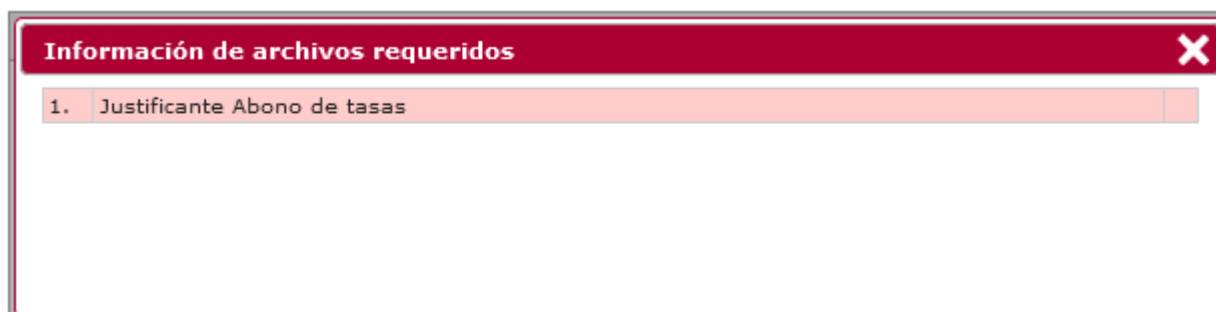 Información de archivos requeridos
1. Justificante Abono de tasas